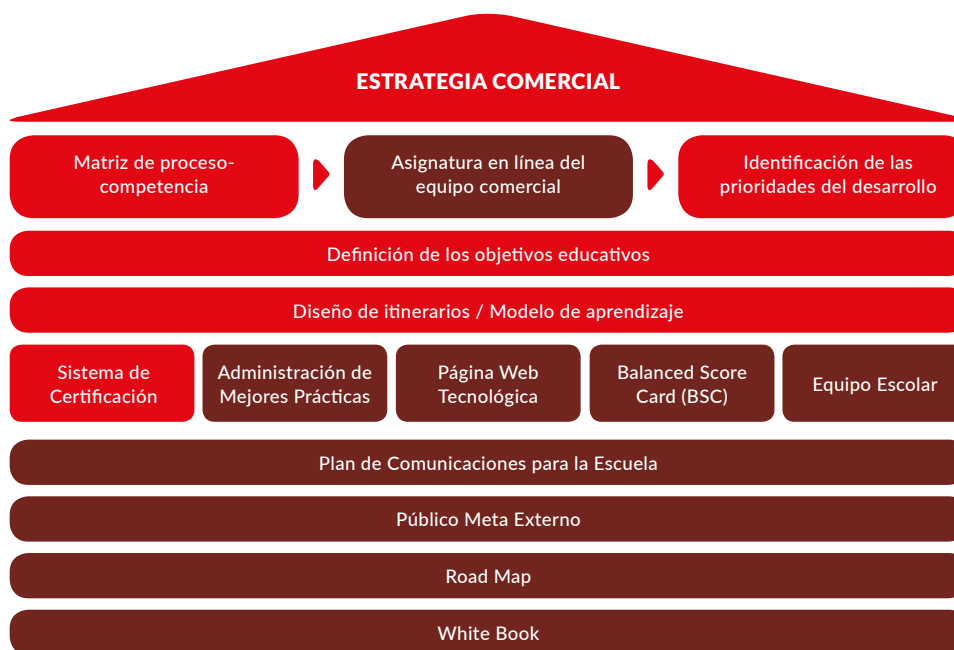 ESTRATEGIA COMERCIAL
Matriz de proceso-
competencia
Asignatura en línea del
equipo comercial
Identificación de las
prioridades del desarrollo
Definición de los objetivos educativos
Diseño de itinerarios / Modelo de aprendizaje
Sistema de
Certificación
Administración de
Mejores Prácticas
Página Web
Tecnológica
Balanced Score
Card (BSC)
Equipo Escolar
Plan de Comunicaciones para la Escuela
Público Meta Externo
Road Map
White Book